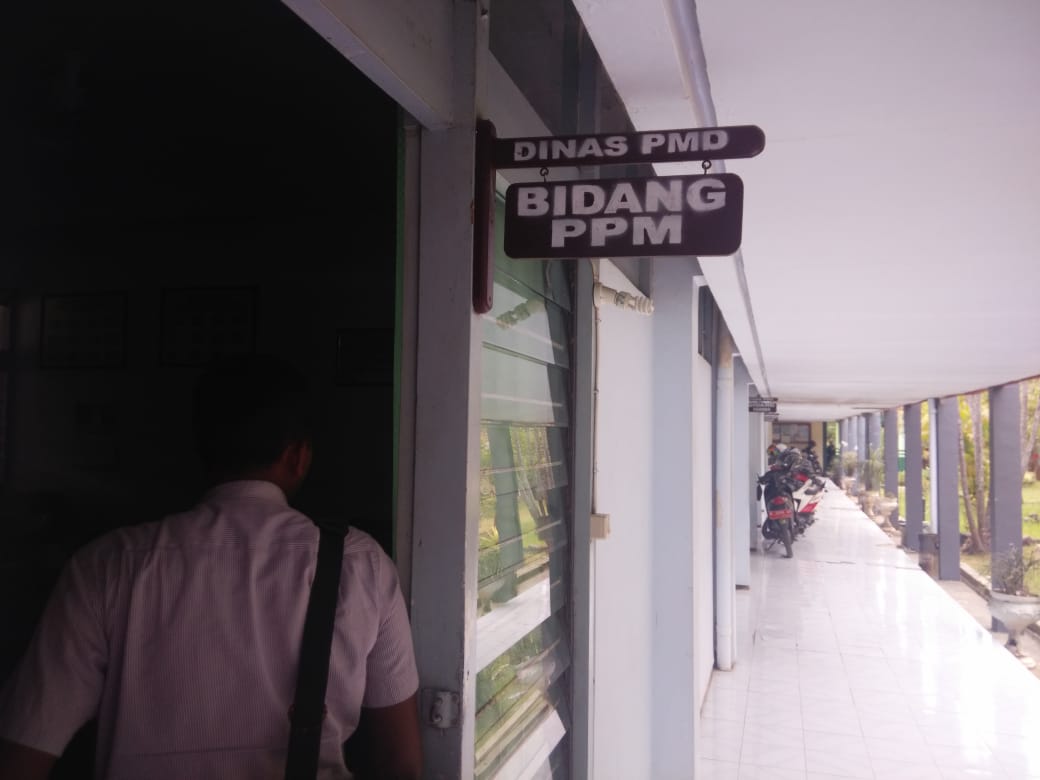 DINAS PMD
BIDANG
PPM